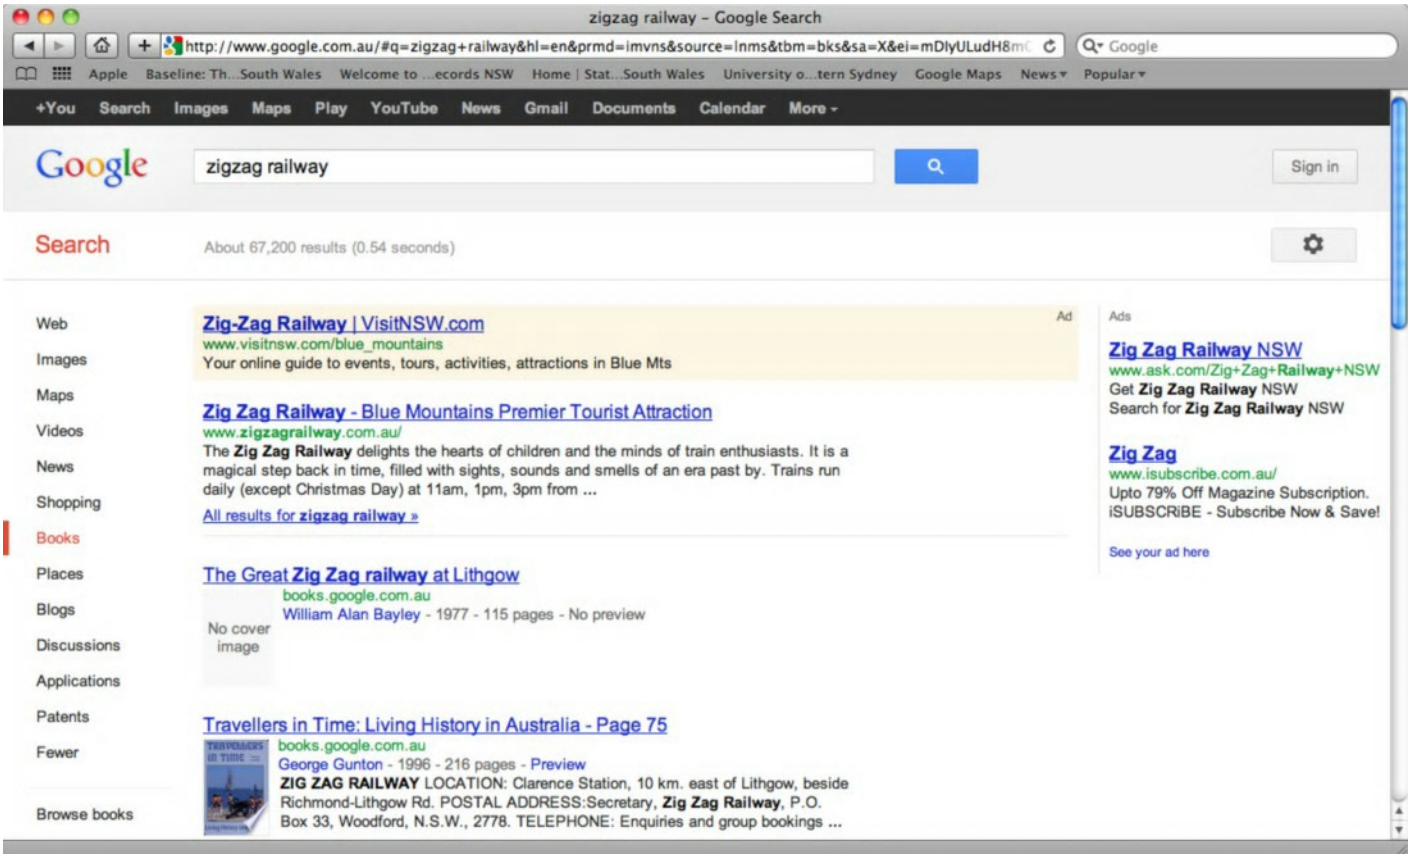 zigzag railway – Google Search
http://www.google.com.au/#q=zigzag+railway&hl=en&prmd=imvns&source=lnms&tbm=bks&sa=X&ei=mDIyULudH8m
Google
Apple Baseline: Th...South Wales Welcome to ...ecords NSW Home | Stat...South Wales University o...tern Sydney Google Maps News▾ Popular▾
+You Search Images Maps Play YouTube News Gmail Documents Calendar More
Google
zigzag railway
Sign in
Search
About 67,200 results (0.54 seconds)
Web
Images
Maps
Videos
News
Shopping
Books
Places
Blogs
Discussions
Applications
Patents
Fewer
Browse books
Zig-Zag Railway | VisitNSW.com
Ad
www.visitnsw.com/blue_mountains
Your online guide to events, tours, activities, attractions in Blue Mts
Zig Zag Railway - Blue Mountains Premier Tourist Attraction
www.zigzagrailway.com.au/
The Zig Zag Railway delights the hearts of children and the minds of train enthusiasts. It is a
magical step back in time, filled with sights, sounds and smells of an era past by. Trains run
daily (except Christmas Day) at 11am, 1pm, 3pm from ...
All results for zigzag railway »
The Great Zig Zag railway at Lithgow
books.google.com.au
William Alan Bayley - 1977 - 115 pages - No preview
No cover
image
Travellers in Time: Living History in Australia - Page 75
TRAVELLERS
IN TIME
books.google.com.au
George Gunton - 1996 - 216 pages - Preview
ZIG ZAG RAILWAY LOCATION: Clarence Station, 10 km. east of Lithgow, beside
Richmond-Lithgow Rd. POSTAL ADDRESS:Secretary, Zig Zag Railway, P.O.
Box 33, Woodford, N.S.W., 2778. TELEPHONE: Enquiries and group bookings ...
Ads
Zig Zag Railway NSW
www.ask.com/Zig+Zag+Railway+NSW
Get Zig Zag Railway NSW
Search for Zig Zag Railway NSW
Zig Zag
www.isubscribe.com.au/
Upto 79% Off Magazine Subscription.
iSUBSCRiBE - Subscribe Now & Save!
See your ad here